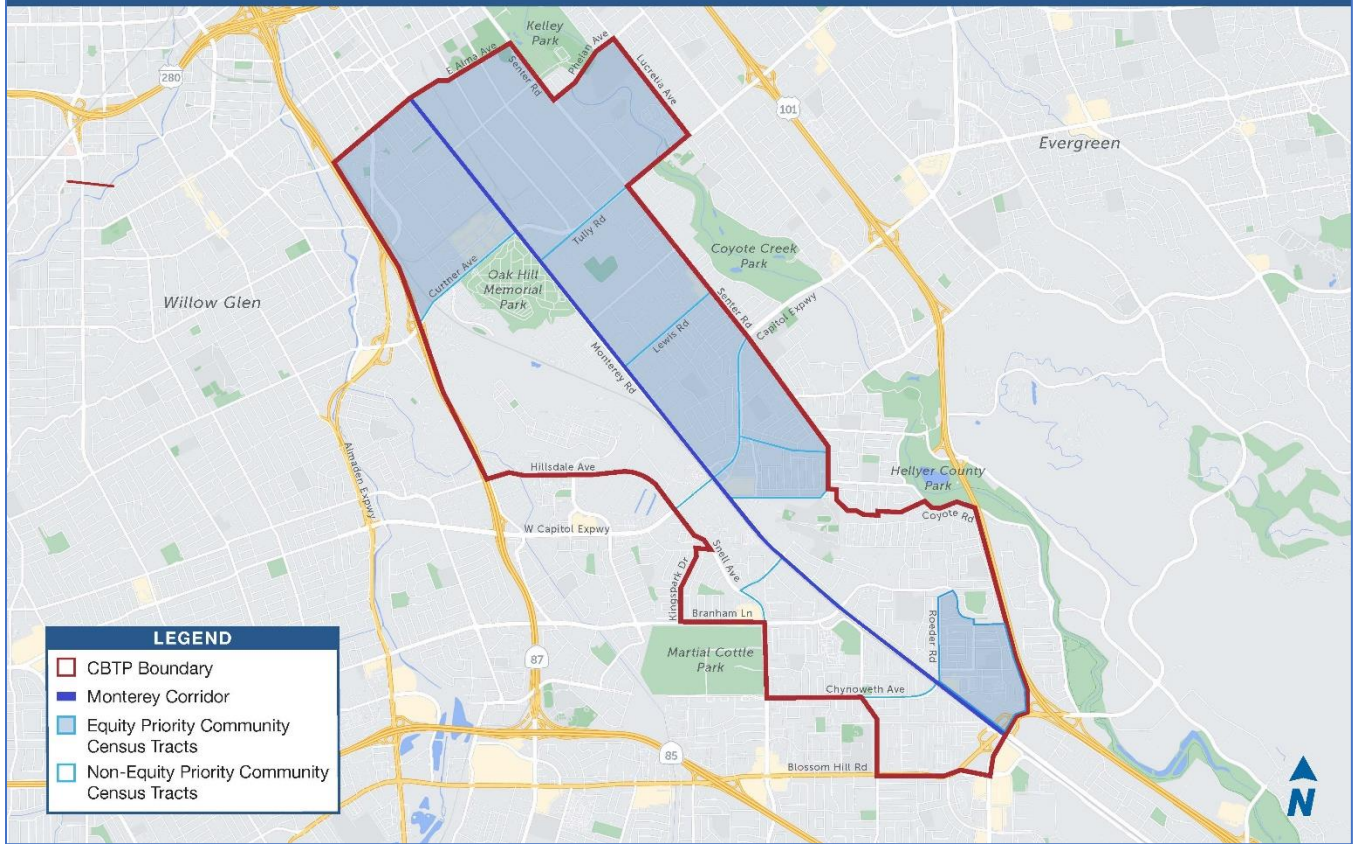 Kelley
Park
E Alma Ave
Senter Rd
Phelan Ave
Lucretia Ave
280
101
Evergreen
Tully Rd
Coyote Creek
Park
Curtner Ave
Oak Hill
Memorial
Park
Willow Glen
Senter Rd
Capitol Expwy
Lewis Rd
Monterey Rd
Almaden Expwy
Hillsdale Ave
Hellyer County
Park
Coyote Rd
W Capitol Expwy
Snell Ave
Kingspark Dr
Branham Ln
Roeder Rd
Martial Cottle
Park
87
Chynoweth Ave
85
Blossom Hill Rd
LEGEND
CBTP Boundary
Monterey Corridor
Equity Priority Community
Census Tracts
Non-Equity Priority Community
Census Tracts
N